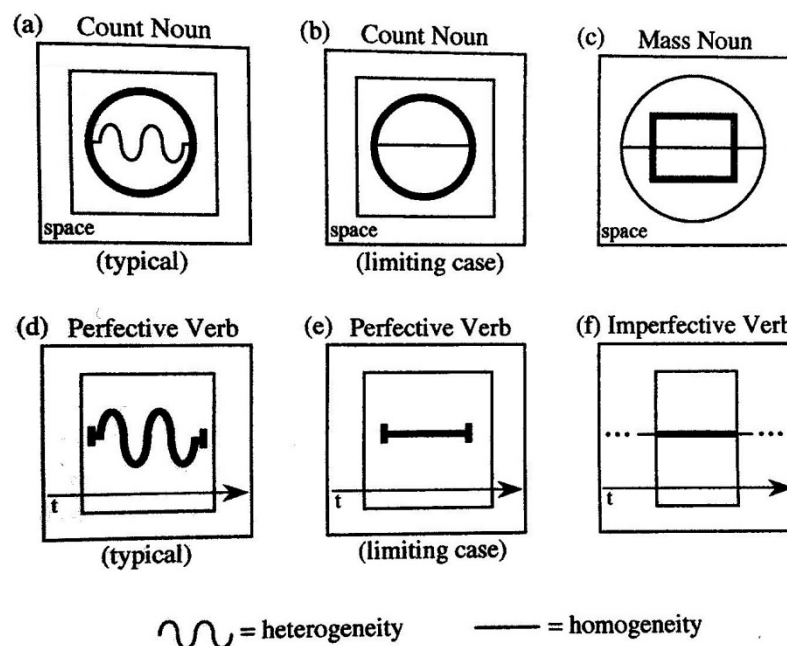 (a) Count Noun
(b) Count Noun
(c) Mass Noun
space
space
space
(typical)
(limiting case)
(d) Perfective Verb
(e) Perfective Verb
(f) Imperfective Verb
... ...
t
t
t
(typical)
(limiting case)
= heterogeneity
= homogeneity